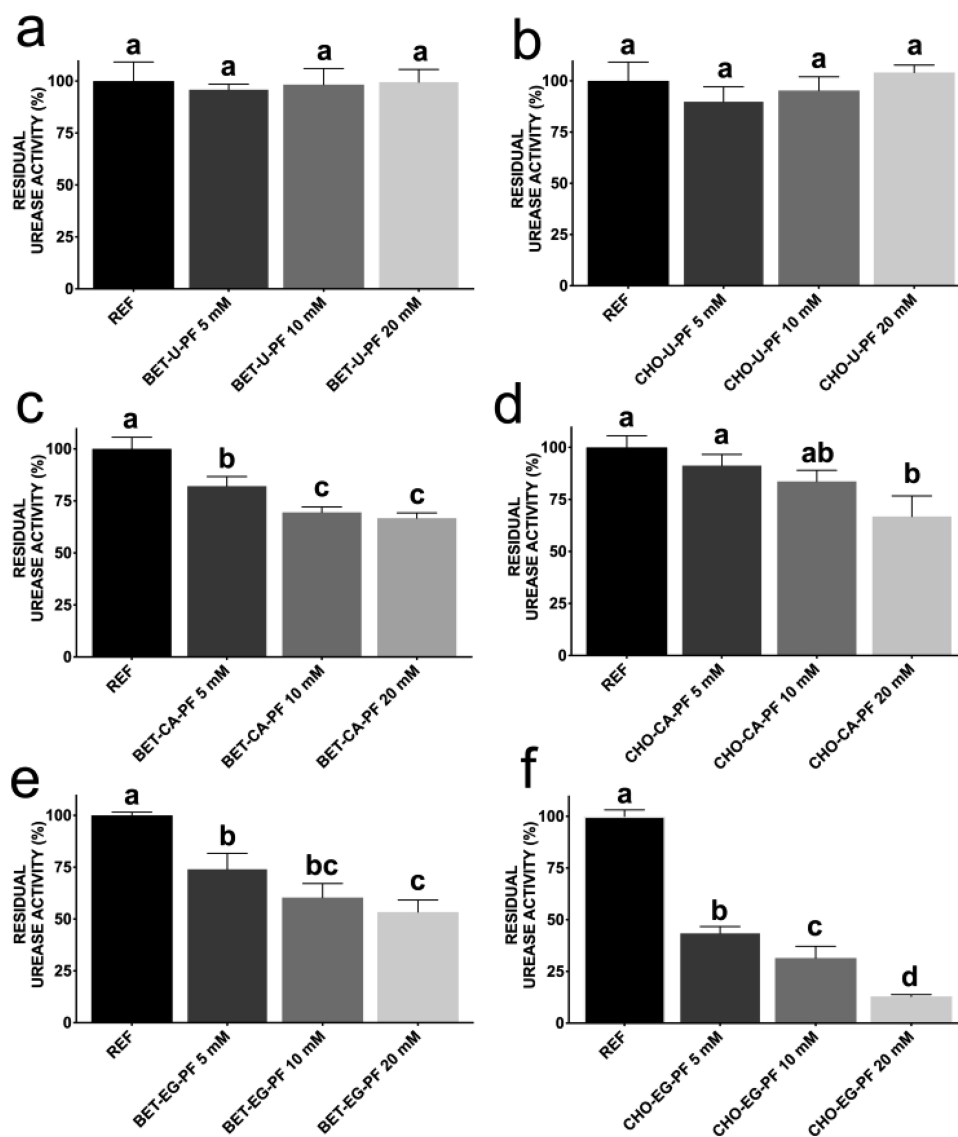 a
b
a
a
a
a
a
a
a
a
RESIDUAL
UREASE ACTIVITY (%)
100
75
50
25
0
REF
BET-U-PF 5 mM
BET-U-PF 10 mM
BET-U-PF 20 mM
RESIDUAL
UREASE ACTIVITY (%)
100
75
50
25
0
REF
CHO-U-PF 5 mM
CHO-U-PF 10 mM
CHO-U-PF 20 mM
c
a
b
c
c
RESIDUAL
UREASE ACTIVITY (%)
100
75
50
25
0
REF
BET-CA-PF 5 mM
BET-CA-PF 10 mM
BET-CA-PF 20 mM
d
a
a
ab
b
RESIDUAL
UREASE ACTIVITY (%)
100
75
50
25
0
REF
CHO-CA-PF 5 mM
CHO-CA-PF 10 mM
CHO-CA-PF 20 mM
e
a
b
bc
c
RESIDUAL
UREASE ACTIVITY (%)
100
75
50
25
0
REF
BET-EG-PF 5 mM
BET-EG-PF 10 mM
BET-EG-PF 20 mM
f
a
b
c
d
RESIDUAL
UREASE ACTIVITY (%)
100
75
50
25
0
REF
CHO-EG-PF 5 mM
CHO-EG-PF 10 mM
CHO-EG-PF 20 mM